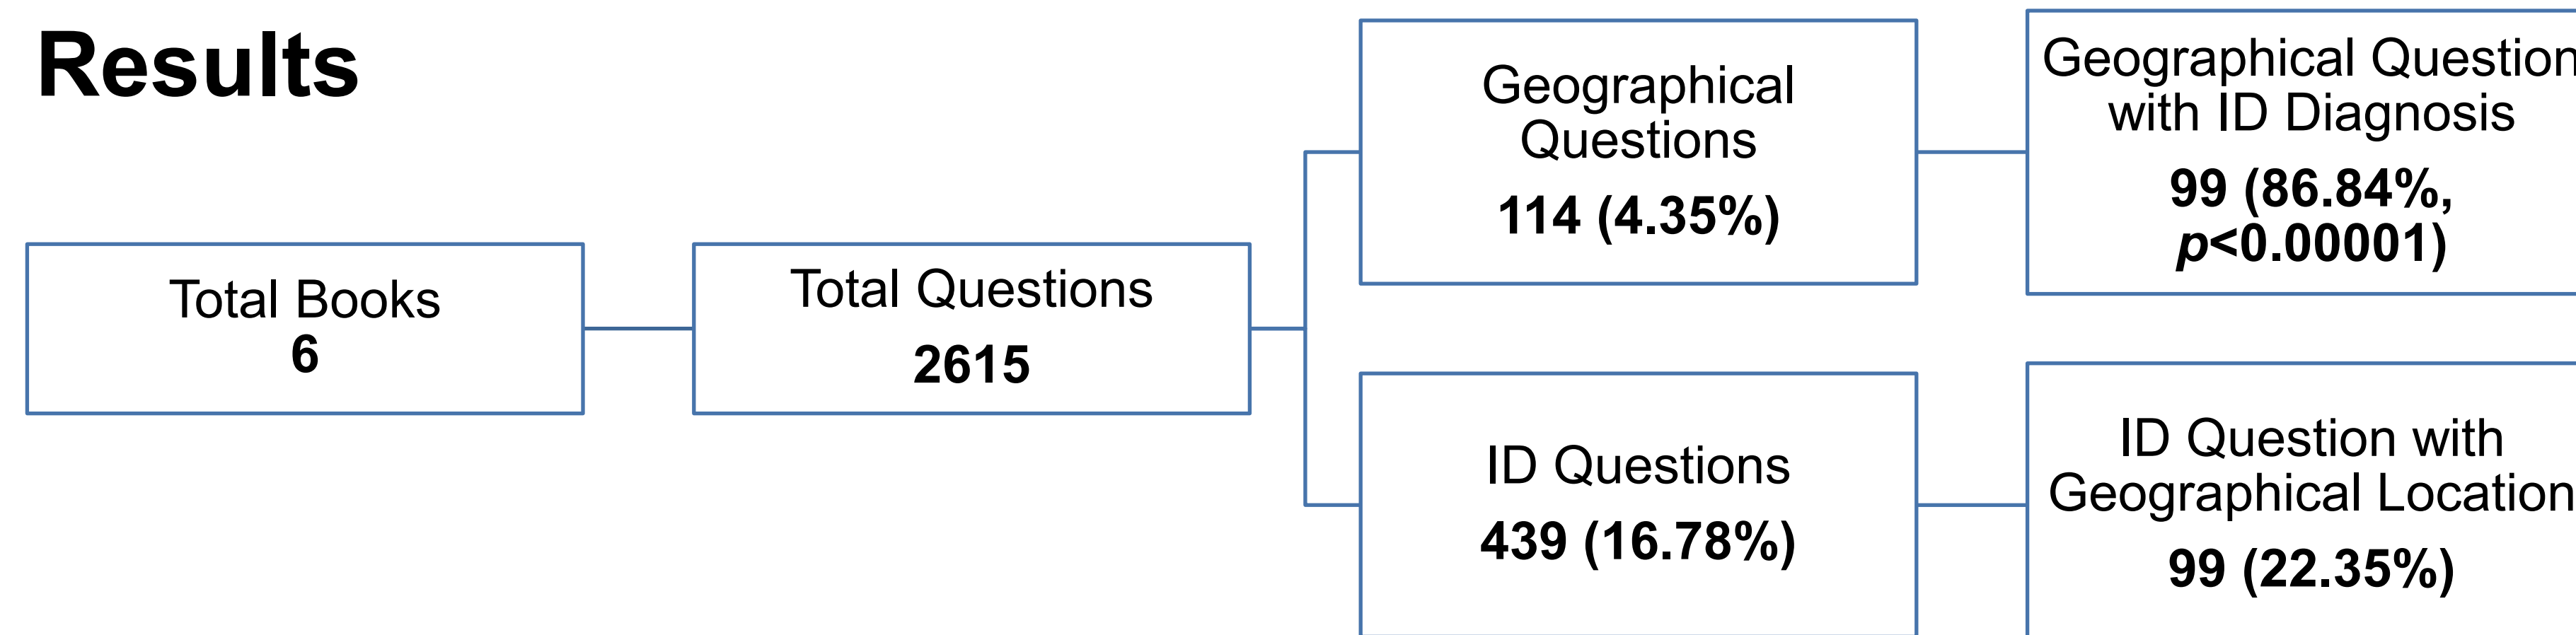 Results
Total Books
6
Total Questions
2615
Geographical
Questions
114 (4.35%)
Geographical Question
with ID Diagnosis
99 (86.84%,
p<0.00001)
ID Questions
439 (16.78%)
ID Question with
Geographical Location
99 (22.35%)